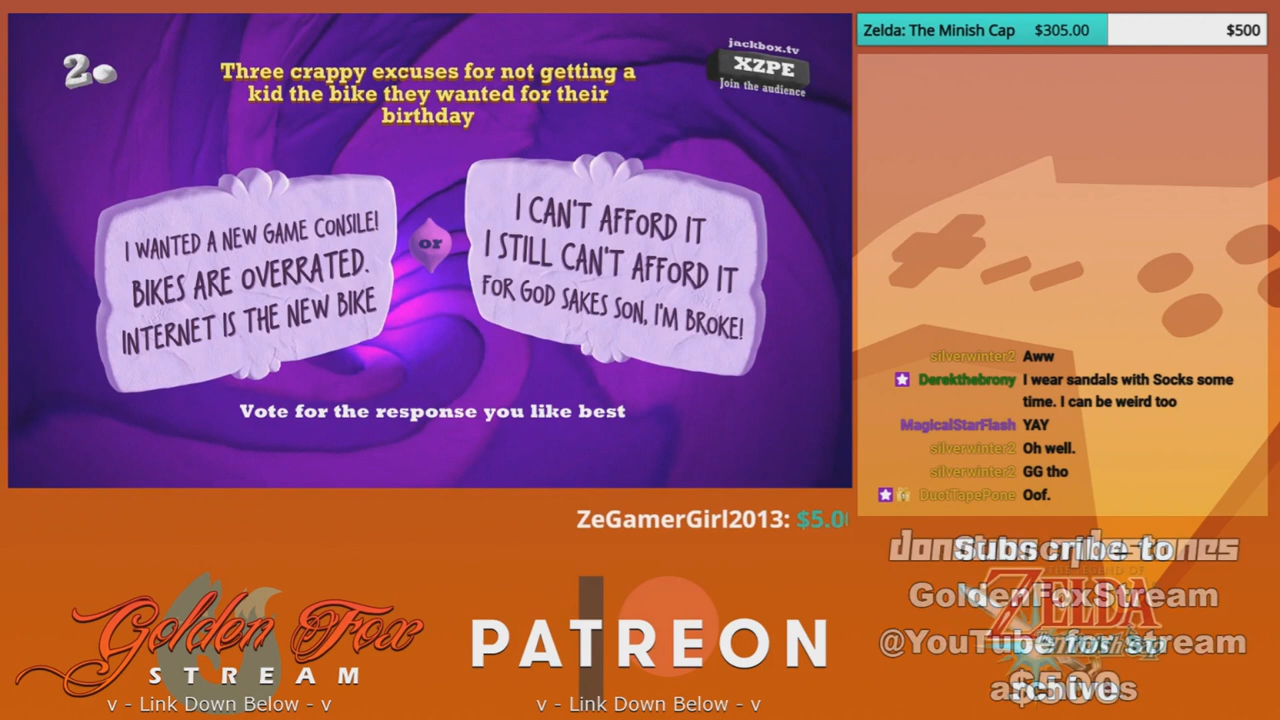 2
Three crappy excuses for not getting a
kid the bike they wanted for their
birthday
jackbox.tv
XZPE
Join the audience
I WANTED A NEW GAME CONSILE!
BIKES ARE OVERRATED.
INTERNET IS THE NEW BIKE
or
I CAN'T AFFORD IT
I STILL CAN'T AFFORD IT
FOR GOD SAKES SON, I'M BROKE!
Vote for the response you like best
Zelda: The Minish Cap $305.00 $500
silverwinter2 Aww
Derekthebrony I wear sandals with Socks some
time. I can be weird too
MagicalStarFlash YAY
silverwinter2 Oh well.
silverwinter2 GG tho
DuctTapePone Oof.
ZeGamerGirl2013: $5.0
Golden Fox
STREAM
v - Link Down Below - v
PATREON
v - Link Down Below - v
Subscribe to
GoldenFoxStream
@YouTube for stream
archives
ZELDA
$500